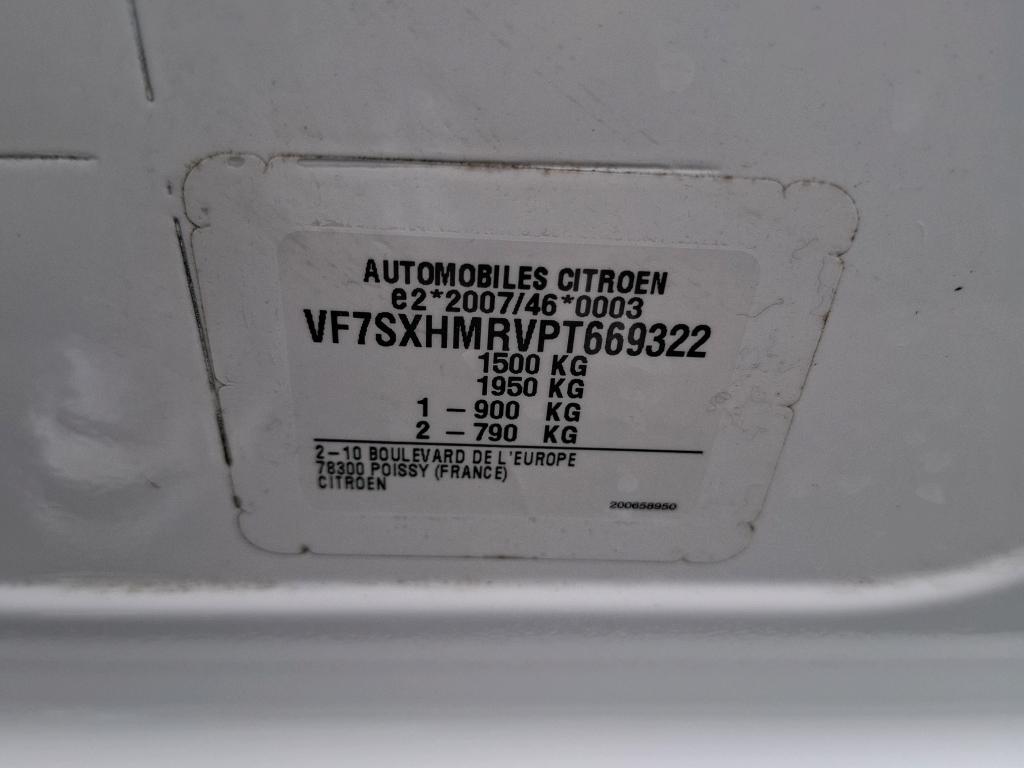 AUTOMOBILES CITROEN
e2*2007/46*0003
VF7SXHMRVPT669322
1500 KG
1950 KG
1 – 900 KG
2 – 790 KG
2-10 BOULEVARD DE L'EUROPE
78300 POISSY (FRANCE)
CITROEN
200658950